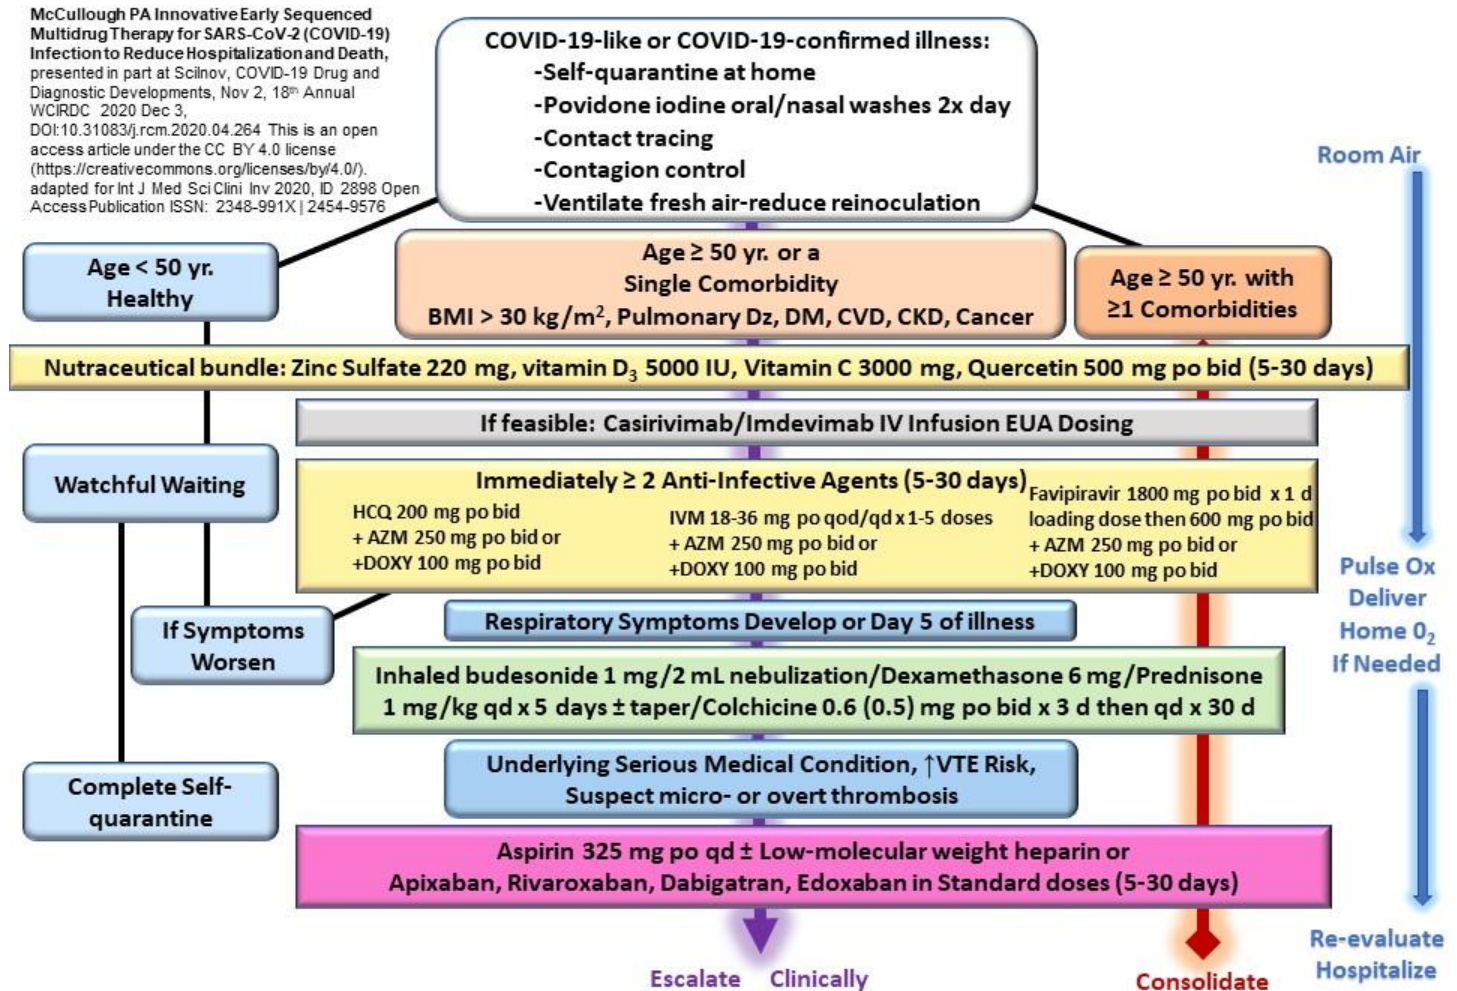 McCullough PA Innovative Early Sequenced
Multidrug Therapy for SARS-CoV-2 (COVID-19)
Infection to Reduce Hospitalization and Death,
presented in part at SciInov, COVID-19 Drug and
Diagnostic Developments, Nov 2, 18th Annual
WCIRDC 2020 Dec 3,
DOI:10.31083/j.rcm.2020.04.264 This is an open
access article under the CC BY 4.0 license
(https://creativecommons.org/licenses/by/4.0/).
adapted for Int J Med Sci Clini Inv 2020, ID 2898 Open
Access Publication ISSN: 2348-991X | 2454-9576
COVID-19-like or COVID-19-confirmed illness:
-Self-quarantine at home
-Povidone iodine oral/nasal washes 2x day
-Contact tracing
-Contagion control
-Ventilate fresh air-reduce reinoculation
Room Air
Age < 50 yr.
Healthy
Age ≥ 50 yr. or a
Single Comorbidity
BMI > 30 kg/m², Pulmonary Dz, DM, CVD, CKD, Cancer
Age ≥ 50 yr. with
≥1 Comorbidities
Nutraceutical bundle: Zinc Sulfate 220 mg, vitamin D₃ 5000 IU, Vitamin C 3000 mg, Quercetin 500 mg po bid (5-30 days)
If feasible: Casirivimab/Imdevimab IV Infusion EUA Dosing
Watchful Waiting
Immediately ≥ 2 Anti-Infective Agents (5-30 days)
HCQ 200 mg po bid
+ AZM 250 mg po bid or
+DOXY 100 mg po bid
IVM 18-36 mg po qod/qd x 1-5 doses
+ AZM 250 mg po bid or
+DOXY 100 mg po bid
Favipiravir 1800 mg po bid x 1 d
loading dose then 600 mg po bid
+ AZM 250 mg po bid or
+DOXY 100 mg po bid
Pulse Ox
Deliver
Home 0₂
If Needed
If Symptoms
Worsen
Respiratory Symptoms Develop or Day 5 of illness
Inhaled budesonide 1 mg/2 mL nebulization/Dexamethasone 6 mg/Prednisone
1 mg/kg qd x 5 days ± taper/Colchicine 0.6 (0.5) mg po bid x 3 d then qd x 30 d
Underlying Serious Medical Condition, ↑VTE Risk,
Suspect micro- or overt thrombosis
Complete Self-
quarantine
Aspirin 325 mg po qd ± Low-molecular weight heparin or
Apixaban, Rivaroxaban, Dabigatran, Edoxaban in Standard doses (5-30 days)
Re-evaluate
Hospitalize
Escalate Clinically
Consolidate